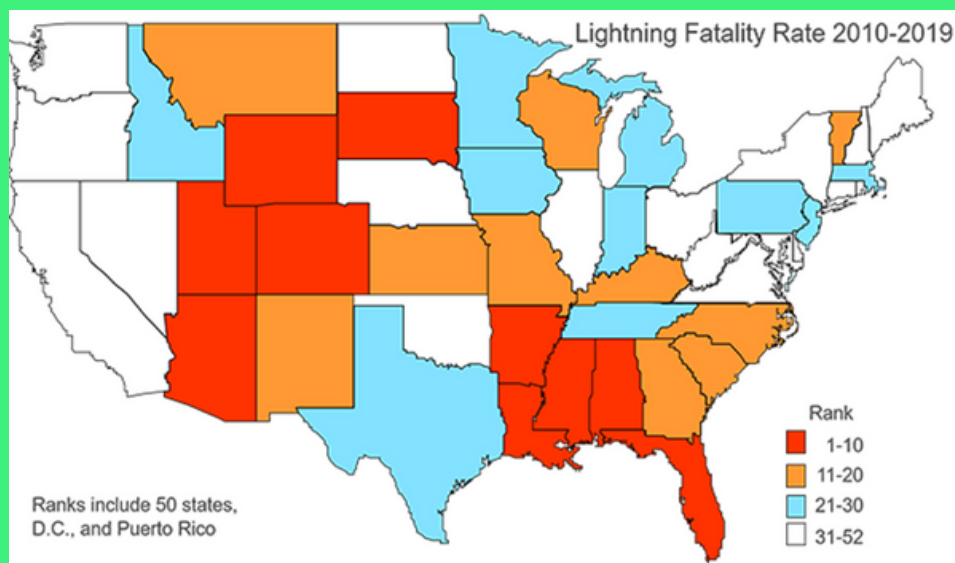 Lightning Fatality Rate 2010-2019
Rank
1-10
11-20
21-30
31-52
Ranks include 50 states,
D.C., and Puerto Rico